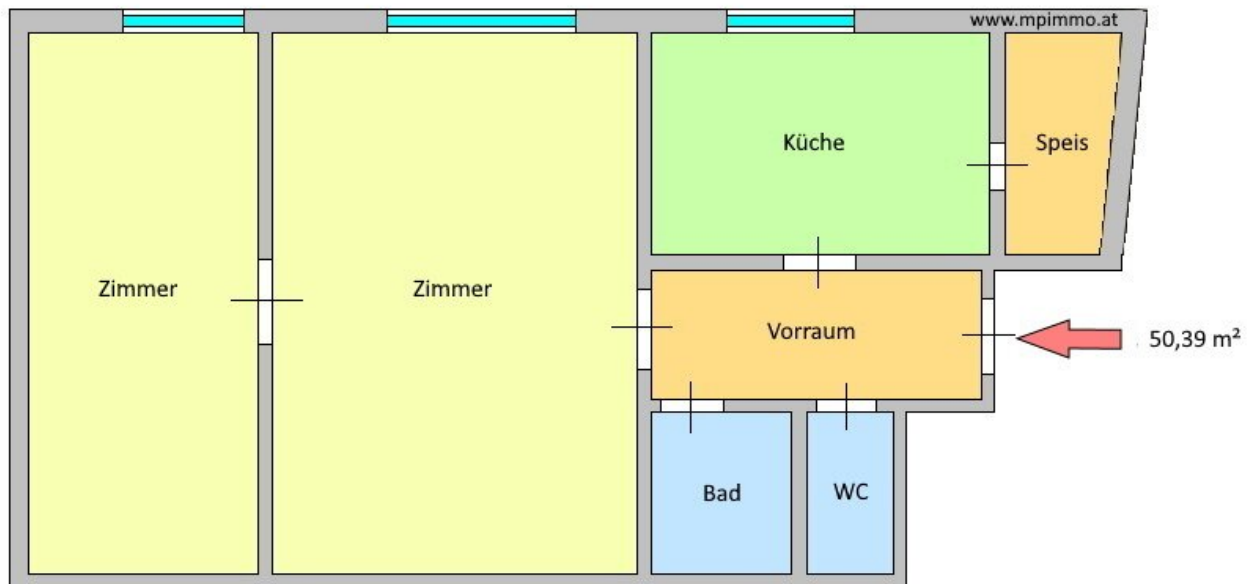 www.mpimmo.at
Küche
Speis
Zimmer
Zimmer
Vorraum
50,39 m²
Bad
WC